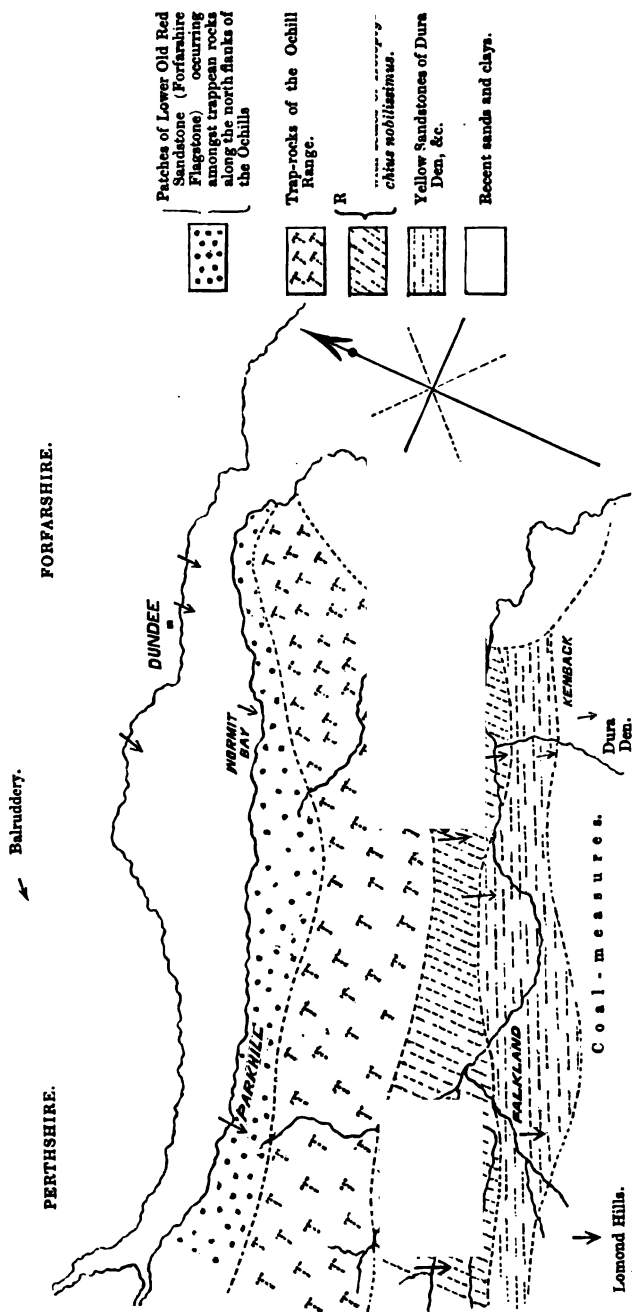 PERTHSHIRE.
FORFARSHIRE.
Balruddery.
DUNDEE
WORMIT
BAY
PARKHILL
FALKLAND
KEMBACK
Dura
Den.
Coal-measures.
Lomond Hills.
Patches of Lower Old Red
Sandstone (Forfarshire
Flagstone) occurring
amongst trappean rocks
along the north flanks of
the Ochills
Trap-rocks of the Ochill
Range.
R
chius nobilissimus.
Yellow Sandstones of Dura
Den, &c.
Recent sands and clays.